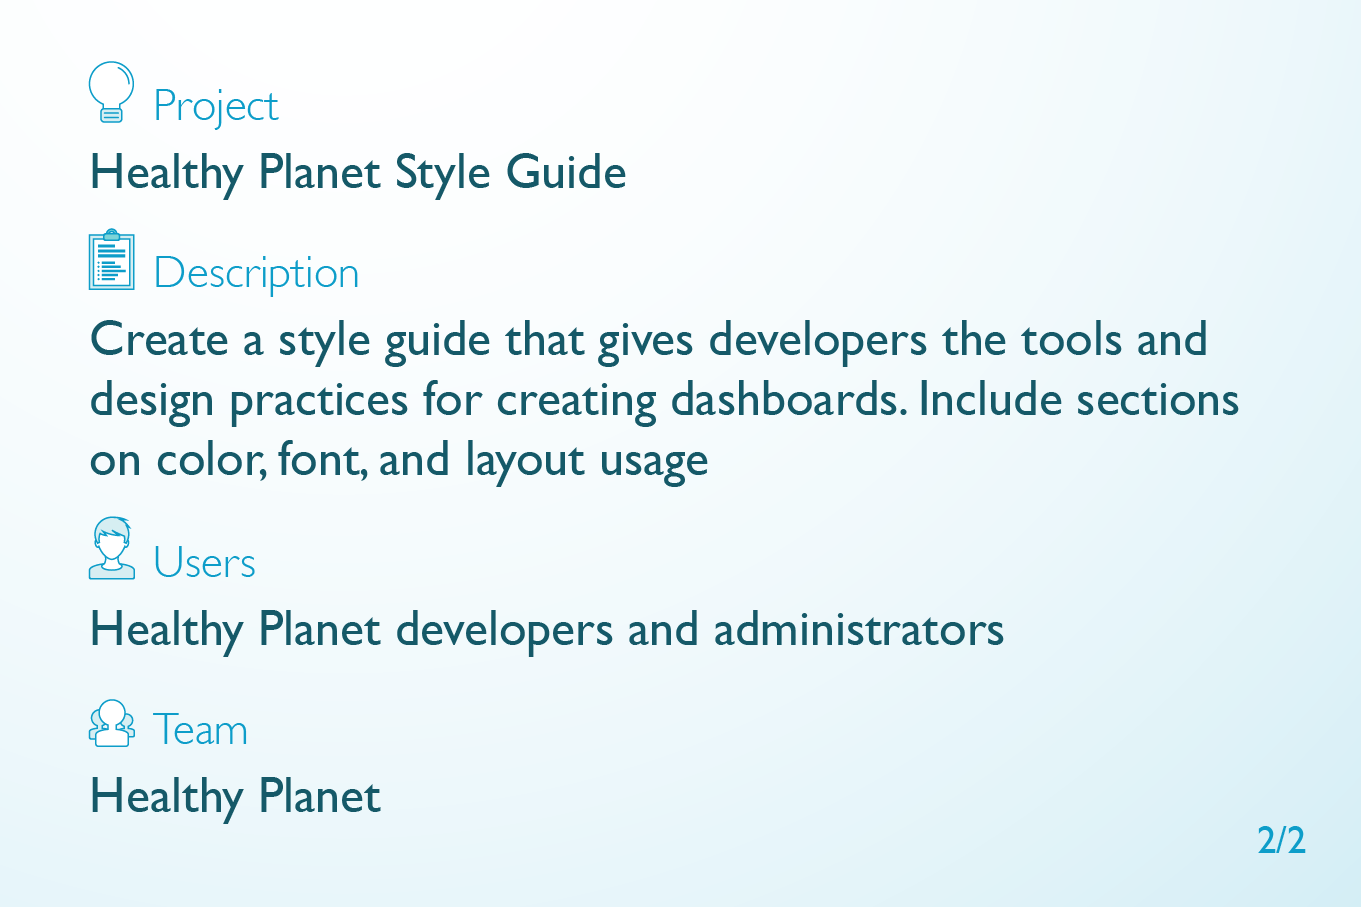 Project
Healthy Planet Style Guide
Description
Create a style guide that gives developers the tools and
design practices for creating dashboards. Include sections
on color, font, and layout usage
Users
Healthy Planet developers and administrators
Team
Healthy Planet
2/2